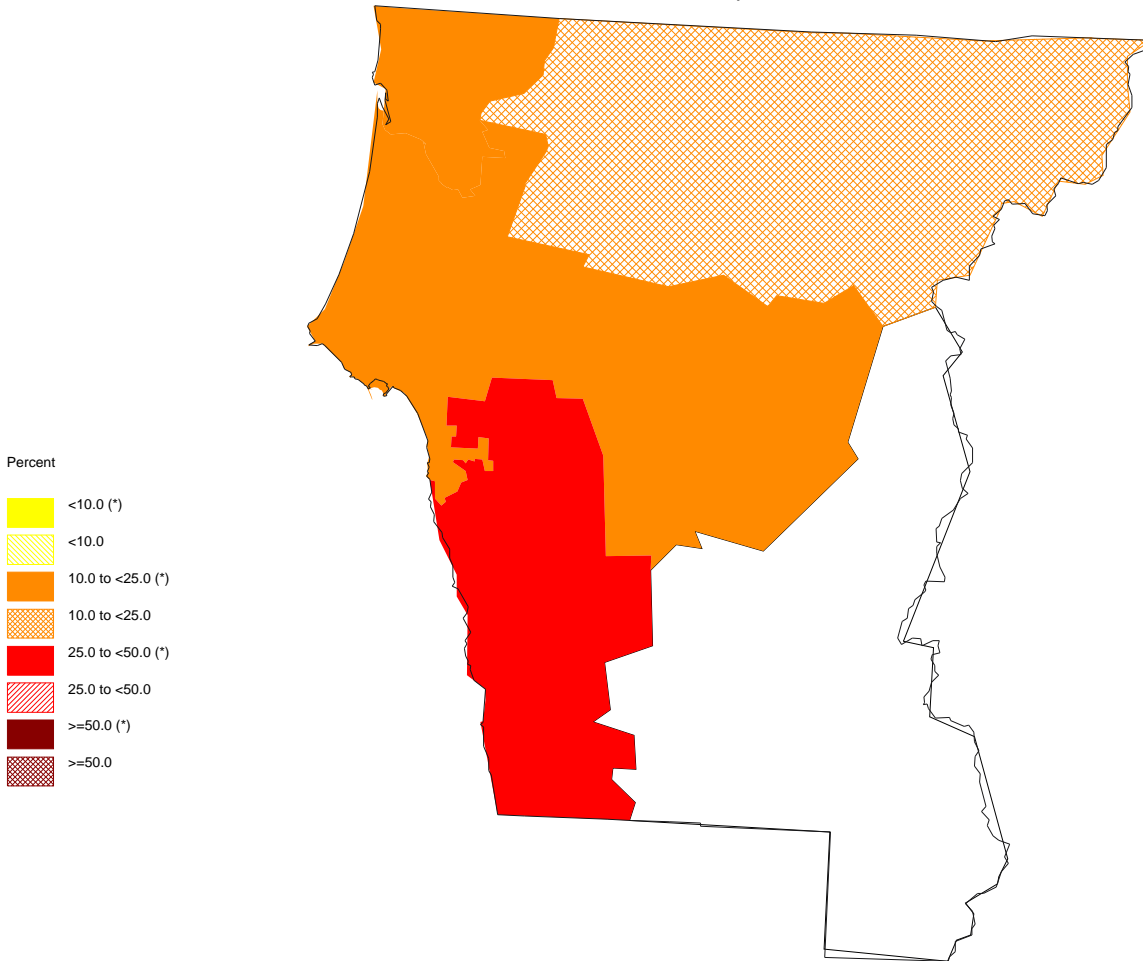 Percent
<10.0 (*)
<10.0
10.0 to <25.0 (*)
10.0 to <25.0
25.0 to <50.0 (*)
25.0 to <50.0
>=50.0 (*)
>=50.0